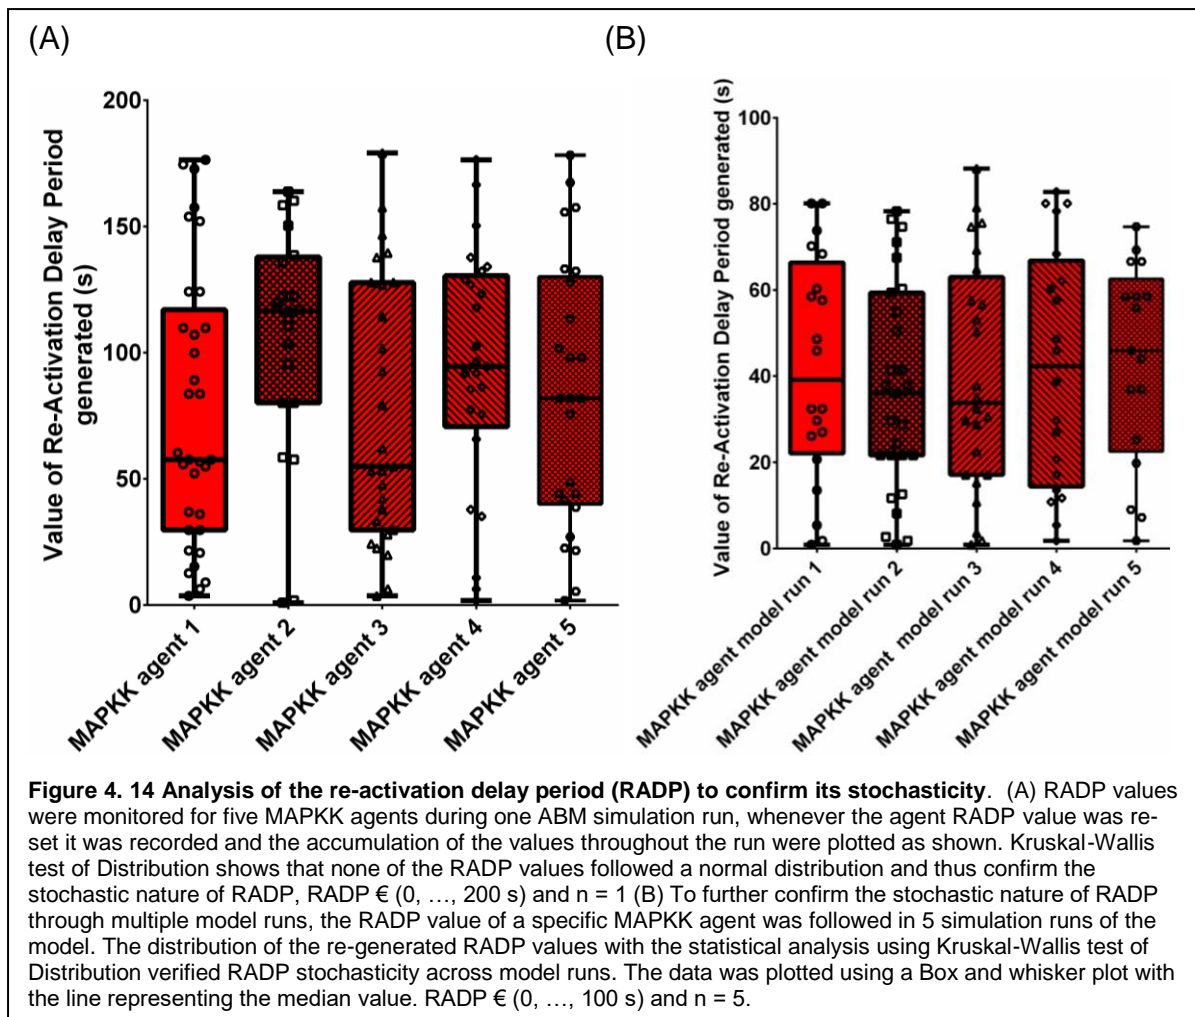 (A)
(B)
Value of Re-Activation Delay Period
generated (s)
200
150
100
50
0
MAPKK agent 1
MAPKK agent 2
MAPKK agent 3
MAPKK agent 4
MAPKK agent 5
Value of Re-Activation Delay Period generated (s)
100
80
60
40
20
0
MAPKK agent model run 1
MAPKK agent model run 2
MAPKK agent  model run 3
MAPKK agent model run 4
MAPKK agent model run 5
Figure 4. 14 Analysis of the re-activation delay period (RADP) to confirm its stochasticity.  (A) RADP values
were monitored for five MAPKK agents during one ABM simulation run, whenever the agent RADP value was re-
set it was recorded and the accumulation of the values throughout the run were plotted as shown. Kruskal-Wallis
test of Distribution shows that none of the RADP values followed a normal distribution and thus confirm the
stochastic nature of RADP, RADP € (0, …, 200 s) and n = 1 (B) To further confirm the stochastic nature of RADP
through multiple model runs, the RADP value of a specific MAPKK agent was followed in 5 simulation runs of the
model. The distribution of the re-generated RADP values with the statistical analysis using Kruskal-Wallis test of
Distribution verified RADP stochasticity across model runs. The data was plotted using a Box and whisker plot with
the line representing the median value. RADP € (0, …, 100 s) and n = 5.